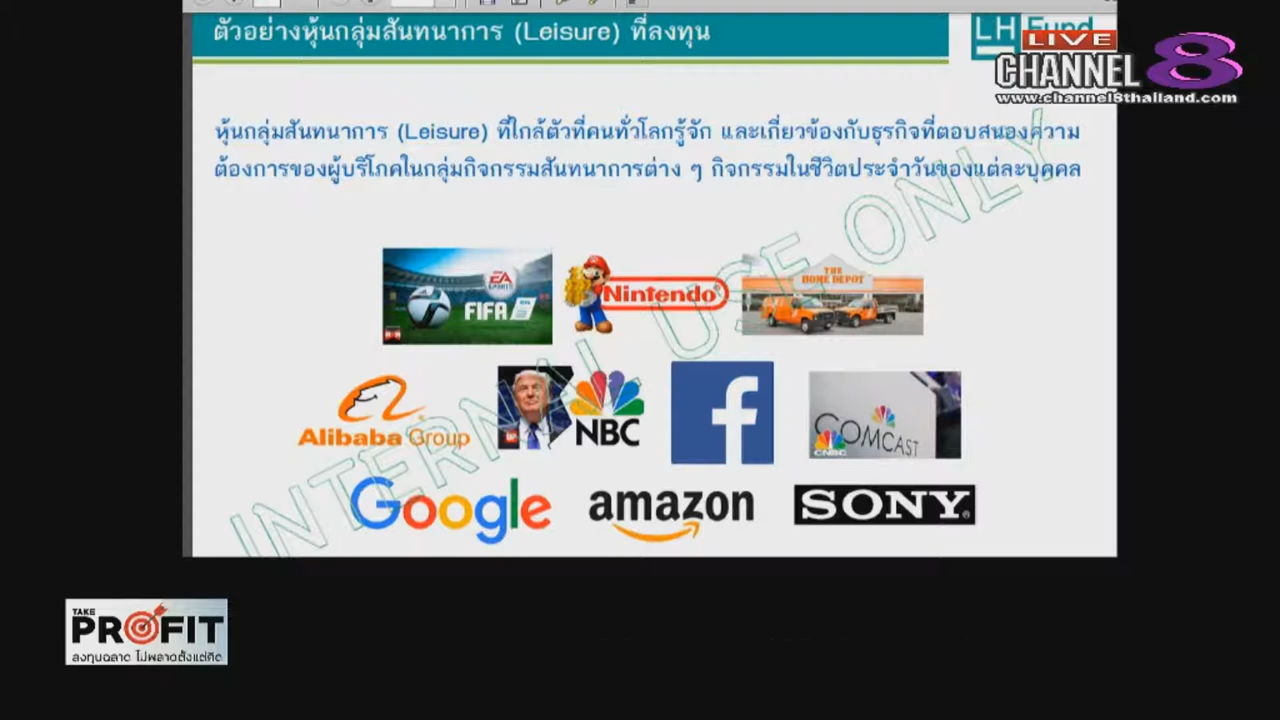 ตัวอย่างหุ้นกลุ่มสันทนาการ (Leisure) ที่ลงทุน
LH Fund
LIVE
CHANNEL 8
www.channel8thailand.com
หุ้นกลุ่มสันทนาการ (Leisure) ที่ใกล้ตัวที่คนทั่วโลกรู้จัก และเกี่ยวข้องกับธุรกิจที่ตอบสนองความ
ต้องการของผู้บริโภคในกลุ่มกิจกรรมสันทนาการต่าง ๆ กิจกรรมในชีวิตประจำวันของแต่ละบุคคล
INTERNAL USE ONLY
EA
SPORTS
FIFA
Nintendo®
THE
HOME DEPOT
Alibaba Group
NBC
f
COMCAST
CNBC
Google
amazon
SONY®
TAKE
PROFIT
ลงทุนฉลาด ไม่พลาดตั้งแต่คิด